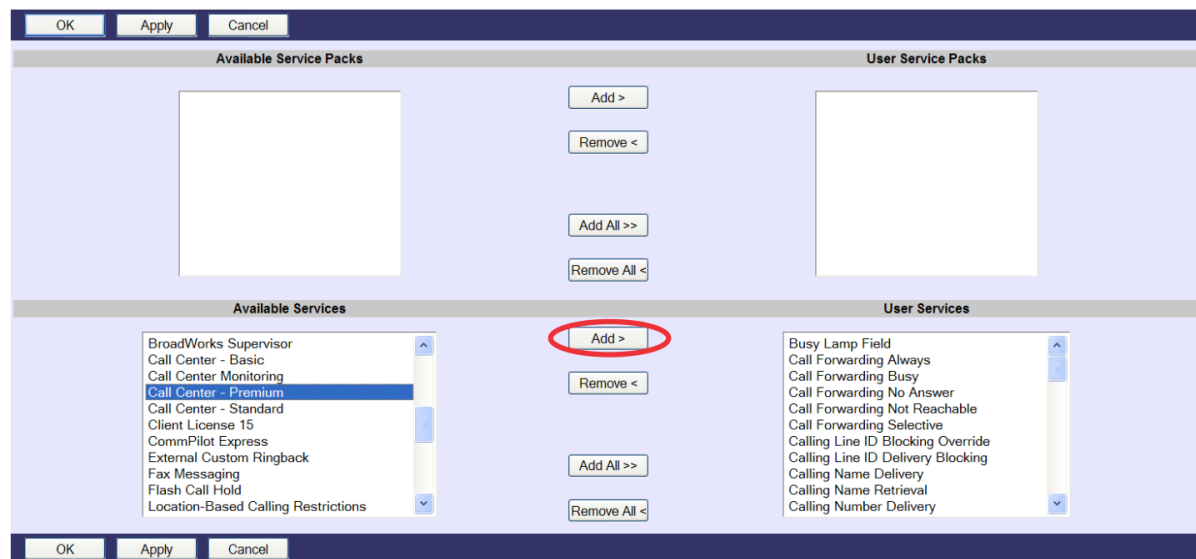 OK Apply Cancel
Available Service Packs User Service Packs
Add >
Remove <
Add All >>
Remove All <
Available Services User Services
BroadWorks Supervisor
Call Center - Basic
Call Center Monitoring
Call Center - Premium
Call Center - Standard
Client License 15
CommPilot Express
External Custom Ringback
Fax Messaging
Flash Call Hold
Location-Based Calling Restrictions
Add >
Remove <
Add All >>
Remove All <
Busy Lamp Field
Call Forwarding Always
Call Forwarding Busy
Call Forwarding No Answer
Call Forwarding Not Reachable
Call Forwarding Selective
Calling Line ID Blocking Override
Calling Line ID Delivery Blocking
Calling Name Delivery
Calling Name Retrieval
Calling Number Delivery
OK Apply Cancel